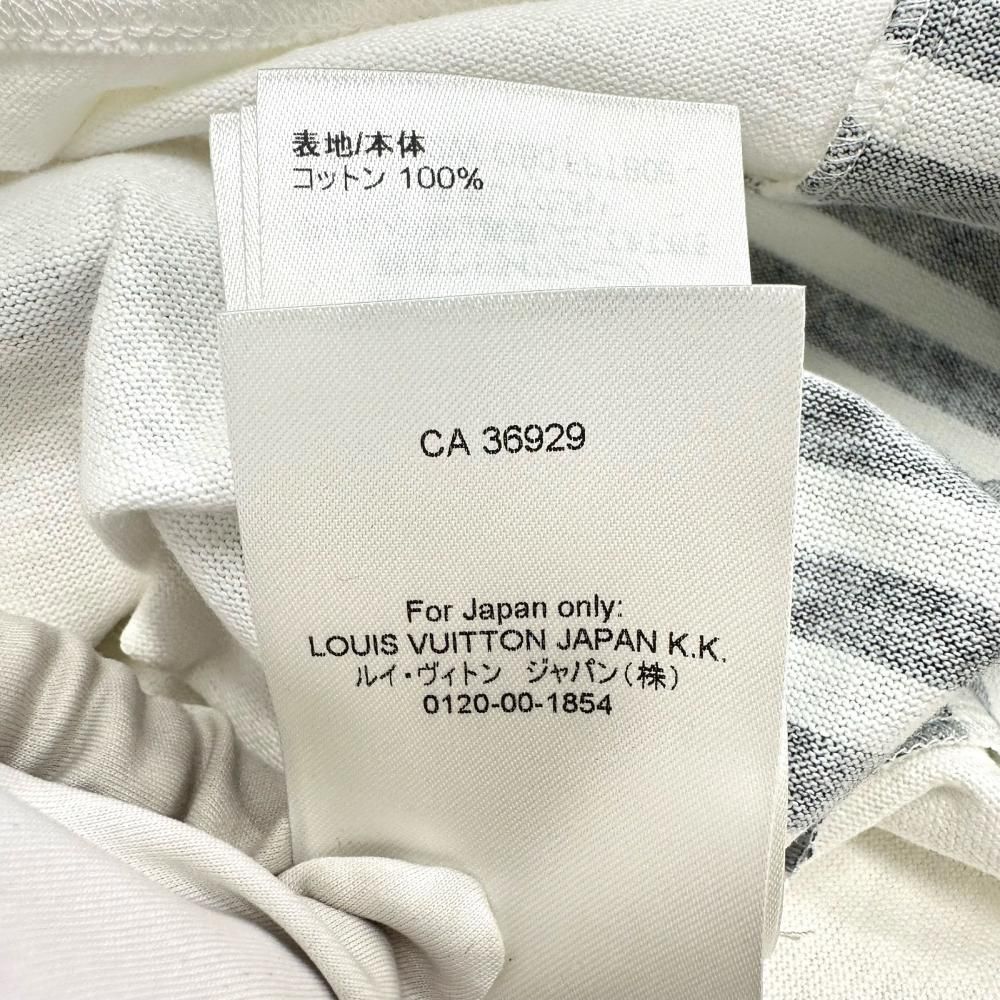 表地/本体
コットン 100%
CA 36929
For Japan only:
LOUIS VUITTON JAPAN K.K.
ルイ・ヴィトン　ジャパン(株)
0120-00-1854